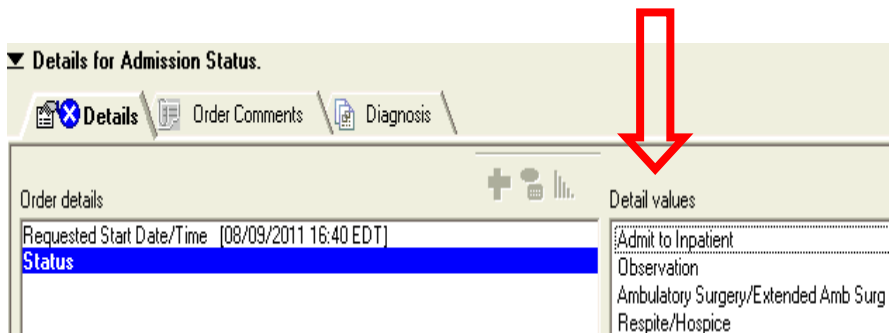 Details for Admission Status.
Details Order Comments Diagnosis
Order details
Detail values
Requested Start Date/Time [08/09/2011 16:40 EDT]
Status
Admit to Inpatient
Observation
Ambulatory Surgery/Extended Amb Surg
Respite/Hospice